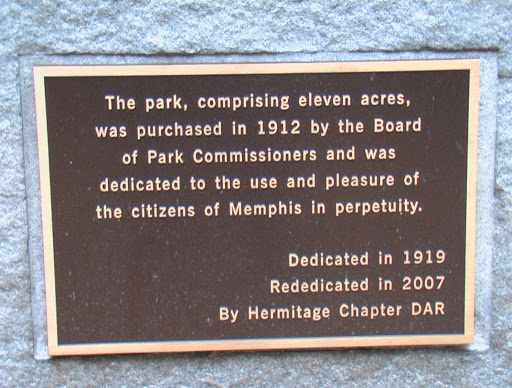 The park, comprising eleven acres,
was purchased in 1912 by the Board
of Park Commissioners and was
dedicated to the use and pleasure of
the citizens of Memphis in perpetuity.
Dedicated in 1919
Rededicated in 2007
By Hermitage Chapter DAR